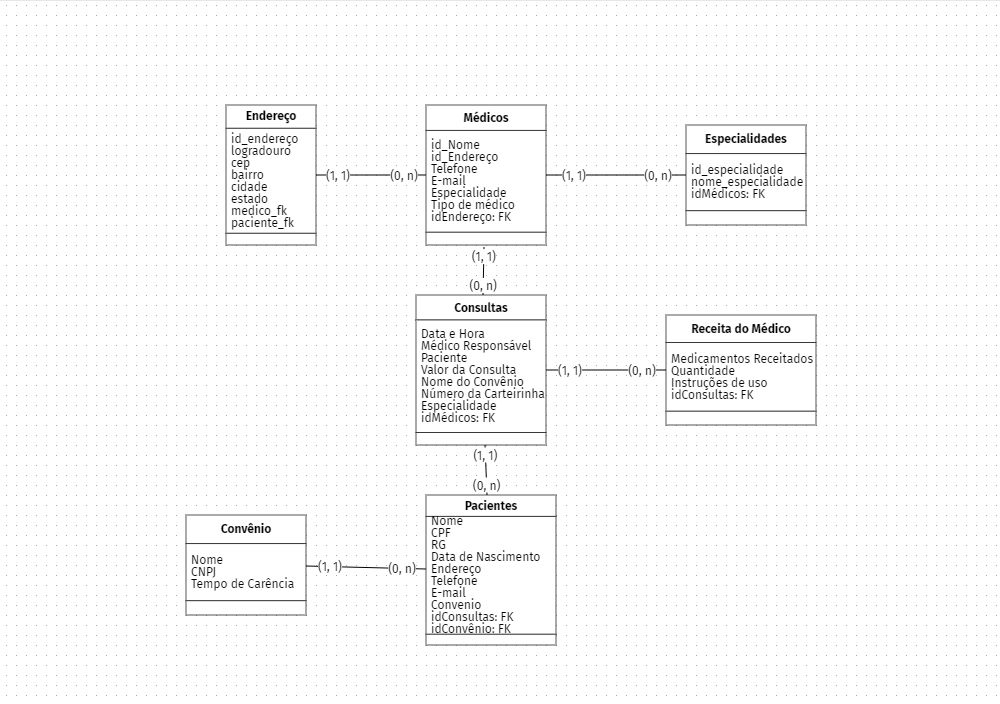 Endereço
id_endereço
logradouro
cep
bairro
cidade
estado
medico_fk
paciente_fk
(1, 1)
(0, n)
Médicos
id_Nome
id_Endereço
Telefone
E-mail
Especialidade
Tipo de médico
idEndereço: FK
(1, 1)
(0, n)
Especialidades
id_especialidade
nome_especialidade
idMédicos: FK
(1, 1)
(0, n)
Consultas
Data e Hora
Médico Responsável
Paciente
Valor da Consulta
Nome do Convênio
Número da Carteirinha
Especialidade
idMédicos: FK
(1, 1)
(0, n)
Receita do Médico
Medicamentos Receitados
Quantidade
Instruções de uso
idConsultas: FK
(1, 1)
(0, n)
Convênio
Nome
CNPJ
Tempo de Carência
(1, 1)
(0, n)
Pacientes
Nome
CPF
RG
Data de Nascimento
Endereço
Telefone
E-mail
Convenio
idConsultas: FK
idConvênio: FK